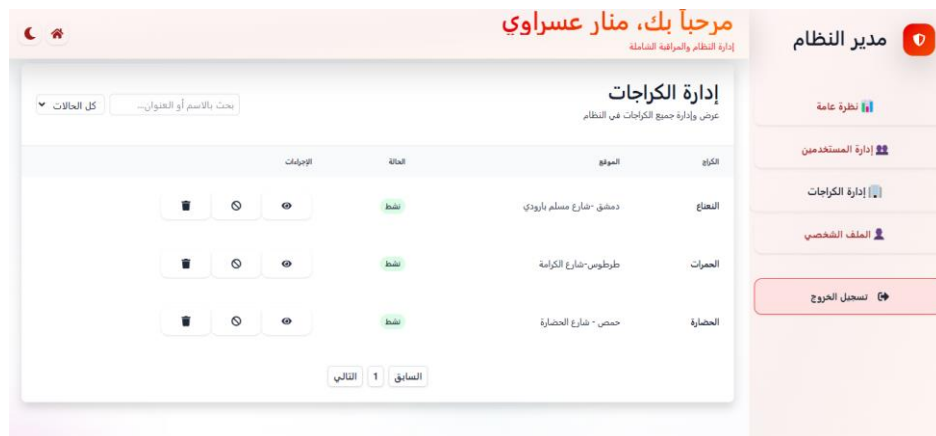 مدير النظام
نظرة عامة
إدارة المستخدمين
إدارة الكراجات
الملف الشخصي
تسجيل الخروج
مرحباً بك، منار عسراوي
إدارة النظام والمراقبة الشاملة
إدارة الكراجات
عرض وإدارة جميع الكراجات في النظام
بحث بالاسم أو العنوان...
كل الحالات
الكراج الموقع الحالة الإجراءات
النعناع دمشق -شارع مسلم بارودي نشط
الحمرات طرطوس-شارع الكرامة نشط
الحضارة حمص - شارع الحضارة نشط
السابق 1 التالي